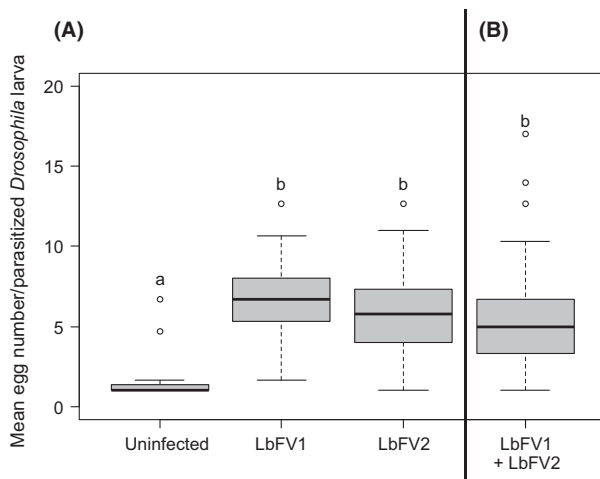 (A)
(B)
Mean egg number/parasitized Drosophila larva
20
15
10
5
0
a
b
b
b
Uninfected
LbFV1
LbFV2
LbFV1
+ LbFV2